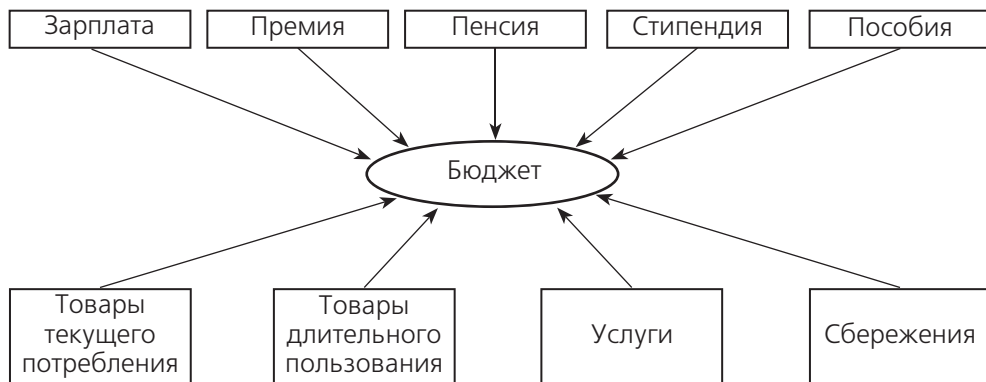 Зарплата
Премия
Пенсия
Стипендия
Пособия
Бюджет
Товары
текущего
потребления
Товары
длительного
пользования
Услуги
Сбережения